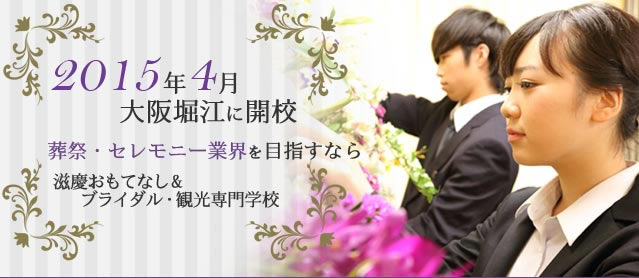 2015年4月
大阪堀江に開校
葬祭・セレモニー業界を目指すなら
滋慶おもてなし&
ブライダル・観光専門学校